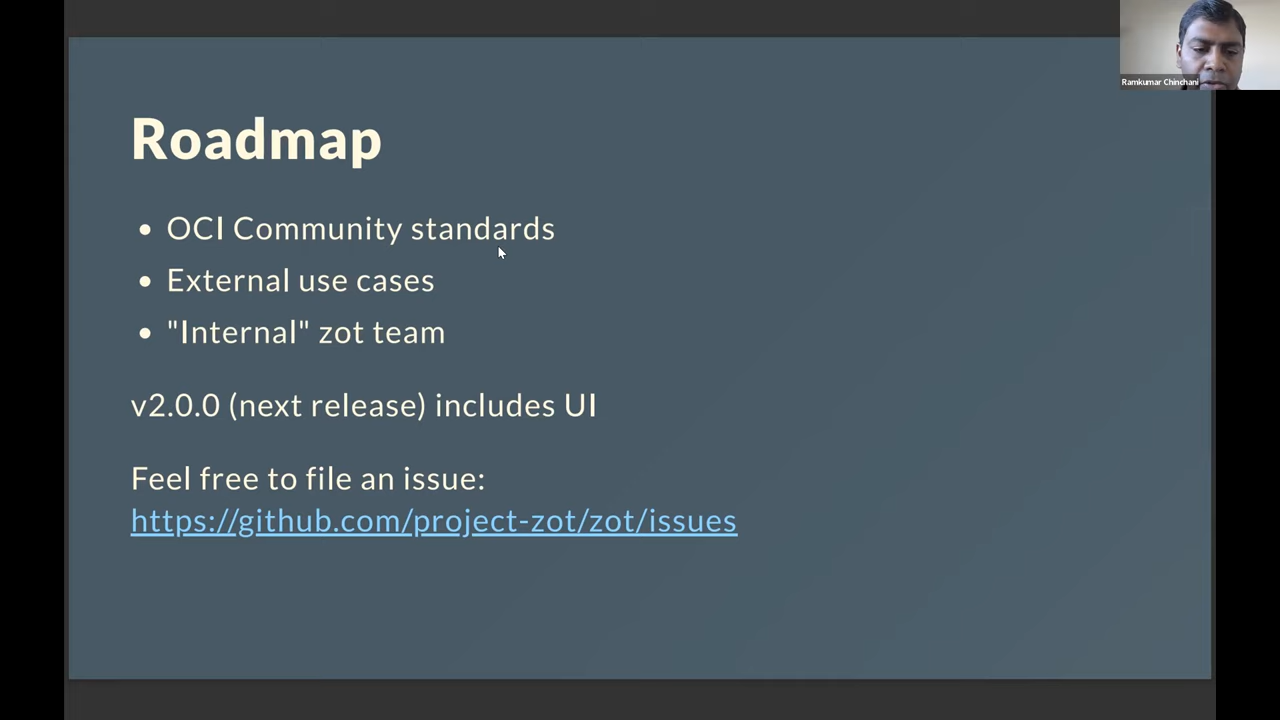 Ramkumar Chinchani
Roadmap
• OCI Community standards
• External use cases
• "Internal" zot team
v2.0.0 (next release) includes UI
Feel free to file an issue:
https://github.com/project-zot/zot/issues